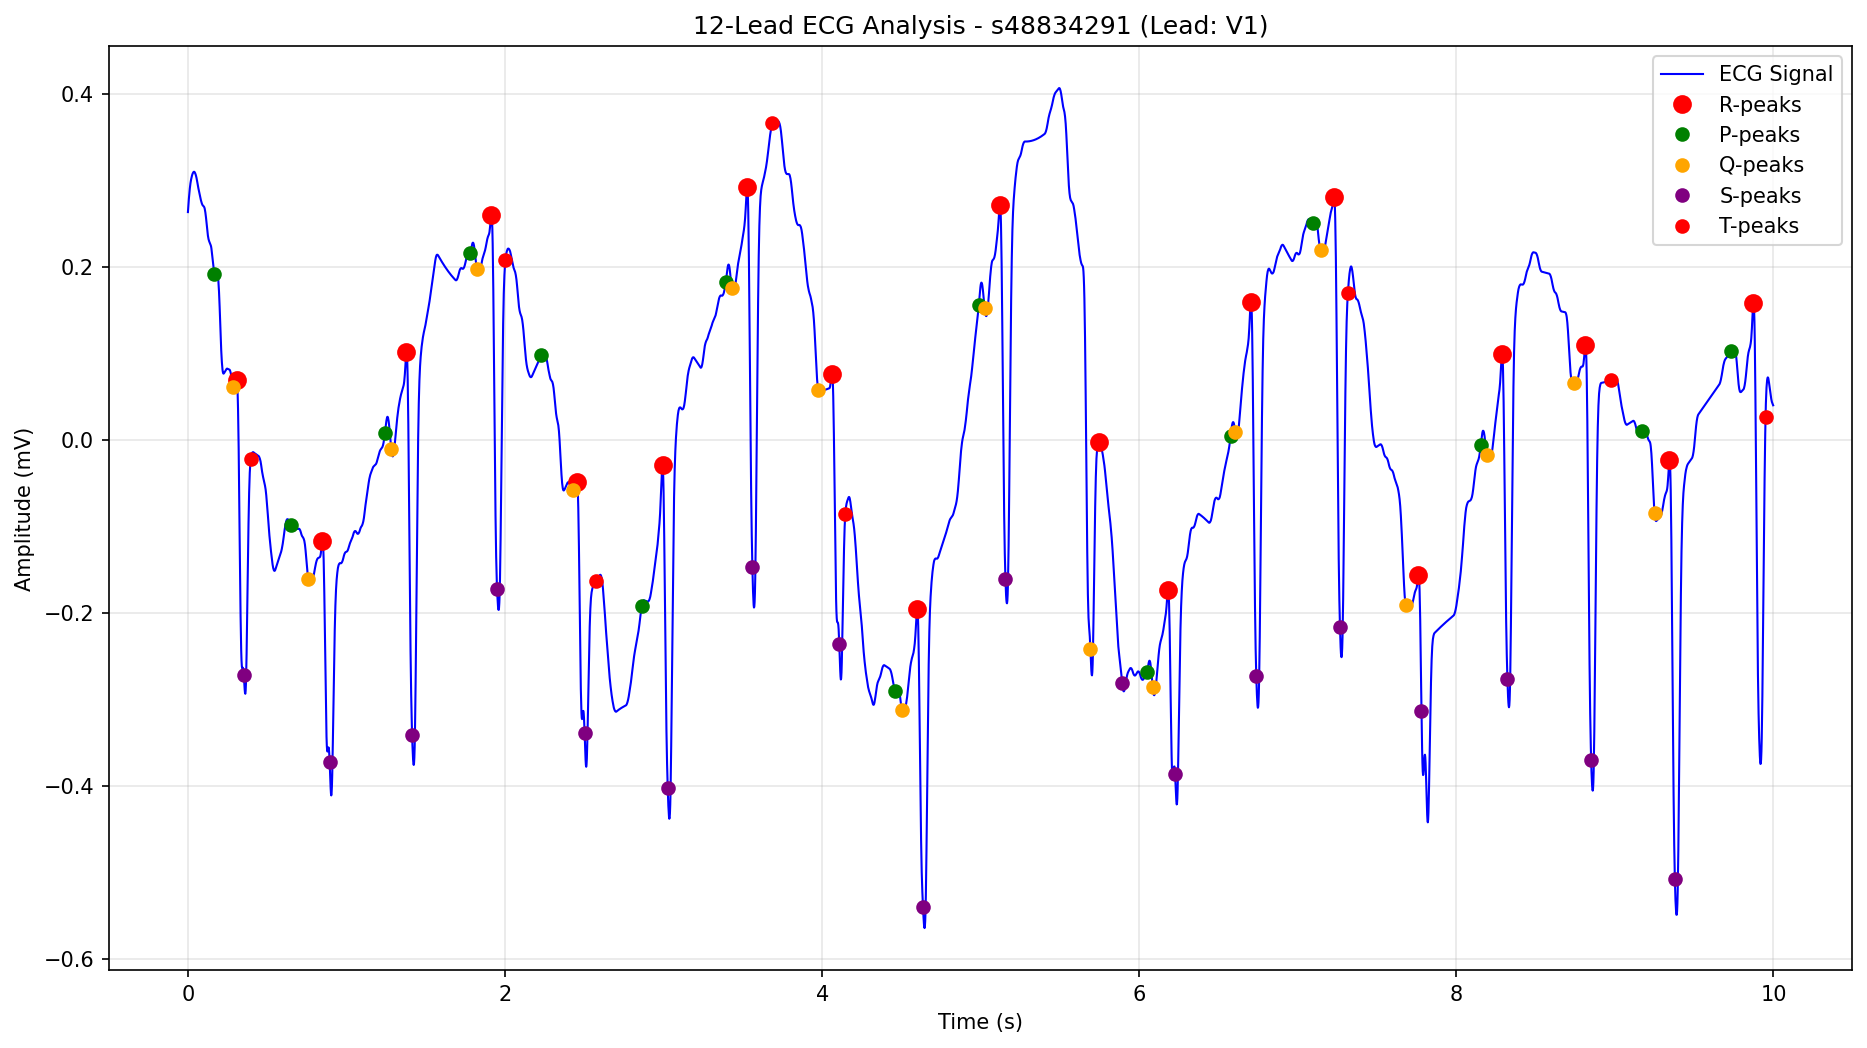 12-Lead ECG Analysis - s48834291 (Lead: V1)
ECG Signal
R-peaks
P-peaks
Q-peaks
S-peaks
T-peaks
Amplitude (mV)
0.4
0.2
0.0
−0.2
−0.4
−0.6
0 2 4 6 8 10
Time (s)